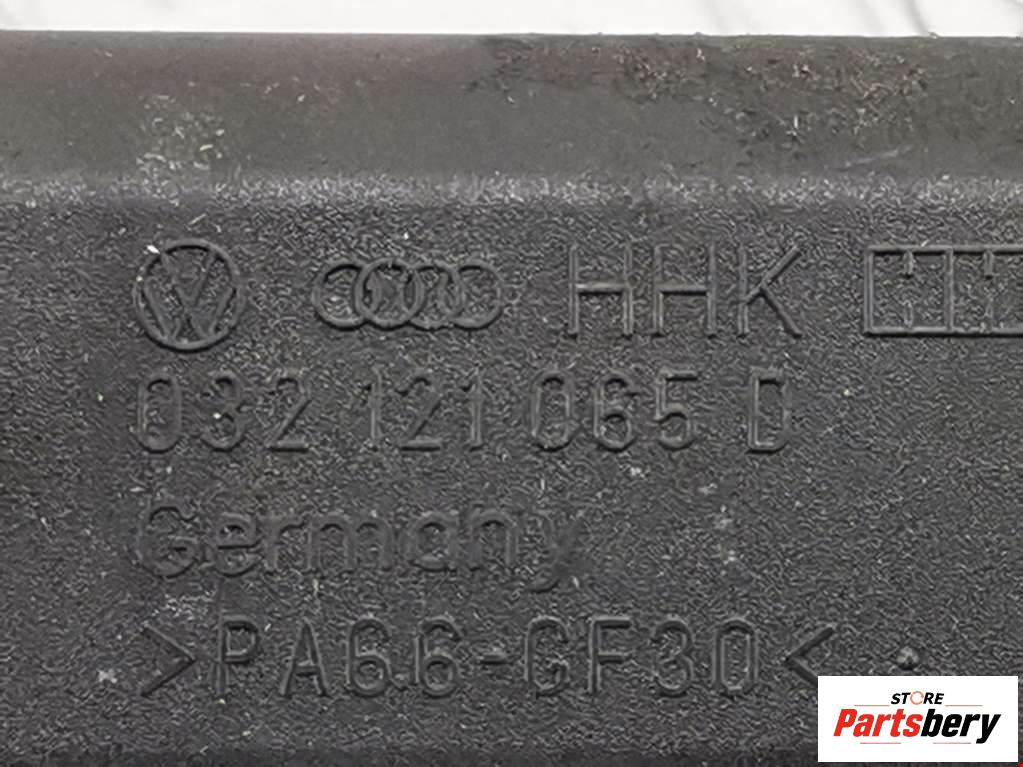 HHK
032 121 065 D
Germany
>PA66-GF30<
STORE
Partsbery